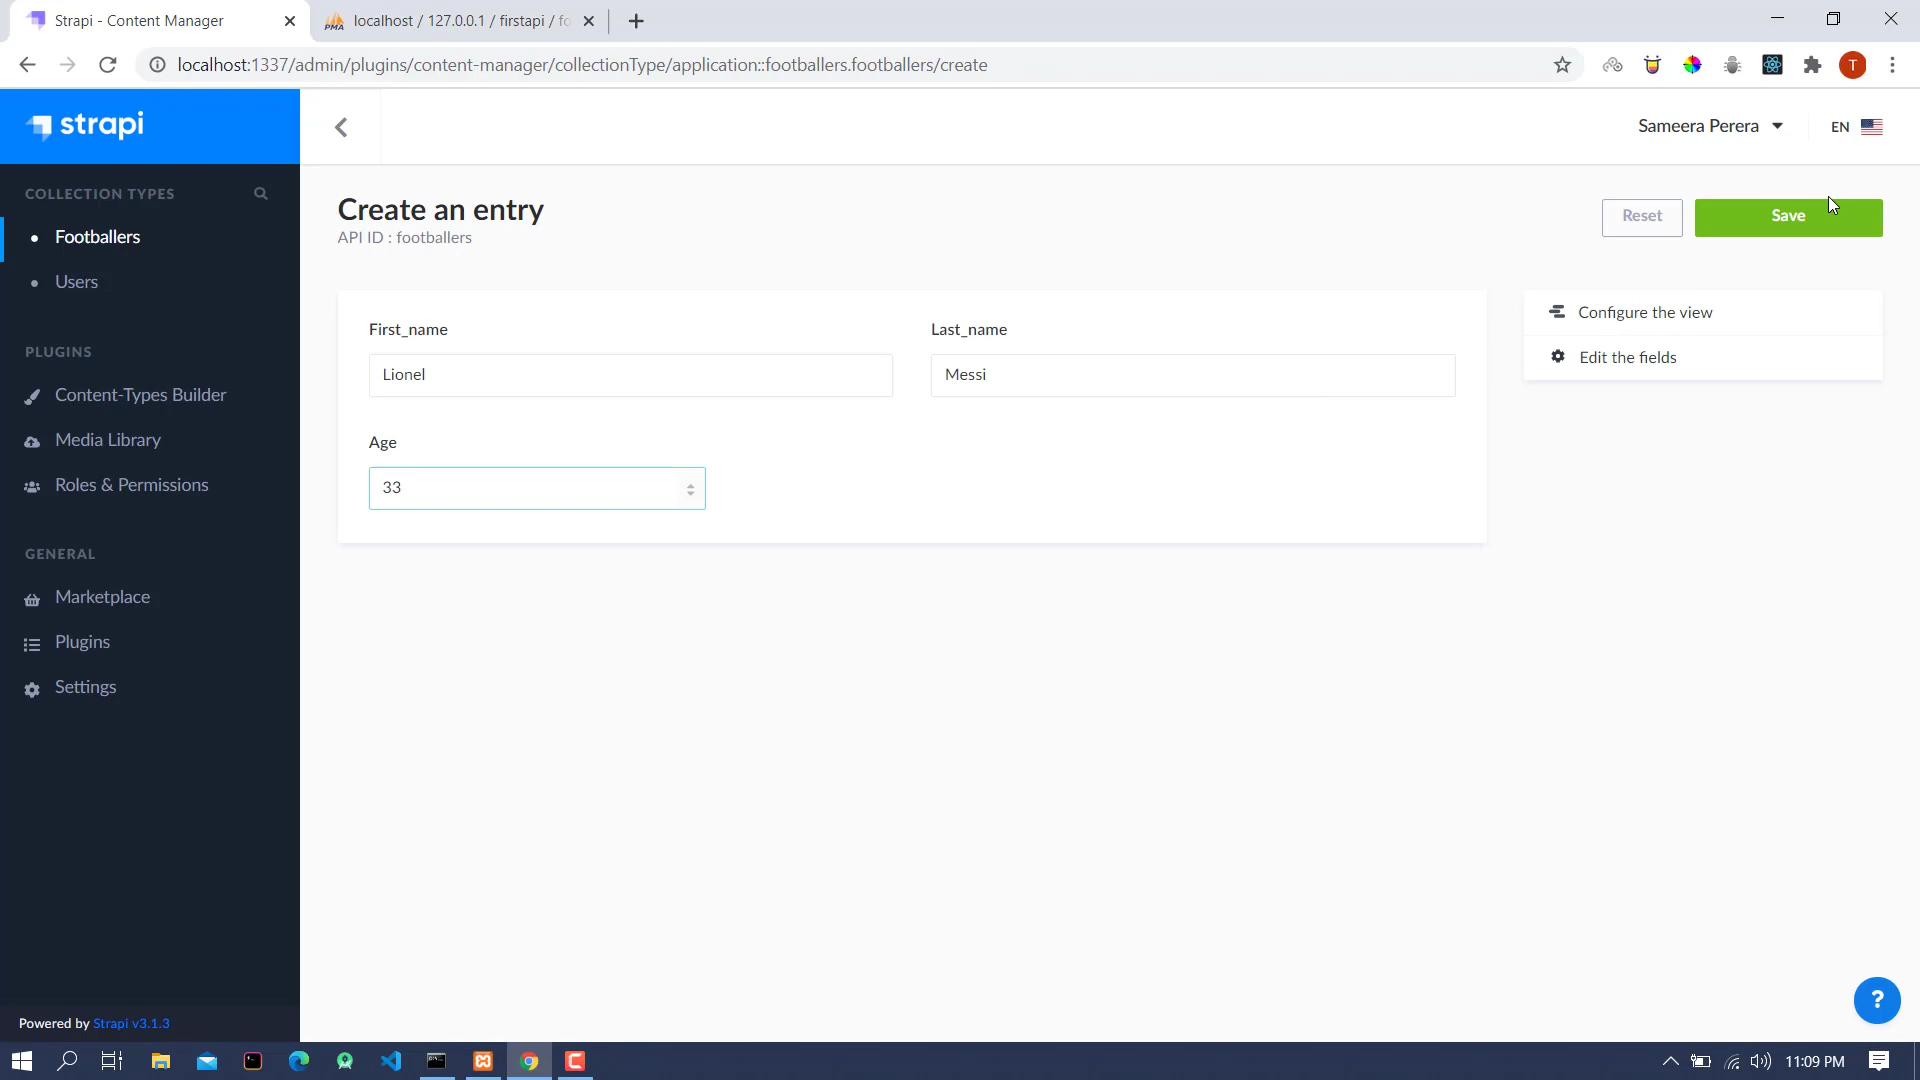 Strapi - Content Manager
localhost / 127.0.0.1 / firstapi / fo
localhost:1337/admin/plugins/content-manager/collectionType/application::footballers.footballers/create
T
strapi
Sameera Perera
EN
COLLECTION TYPES
Footballers
Users
PLUGINS
Content-Types Builder
Media Library
Roles & Permissions
GENERAL
Marketplace
Plugins
Settings
Powered by Strapi v3.1.3
Create an entry
API ID : footballers
Reset
Save
First_name
Lionel
Last_name
Messi
Age
33
Configure the view
Edit the fields
?
11:09 PM